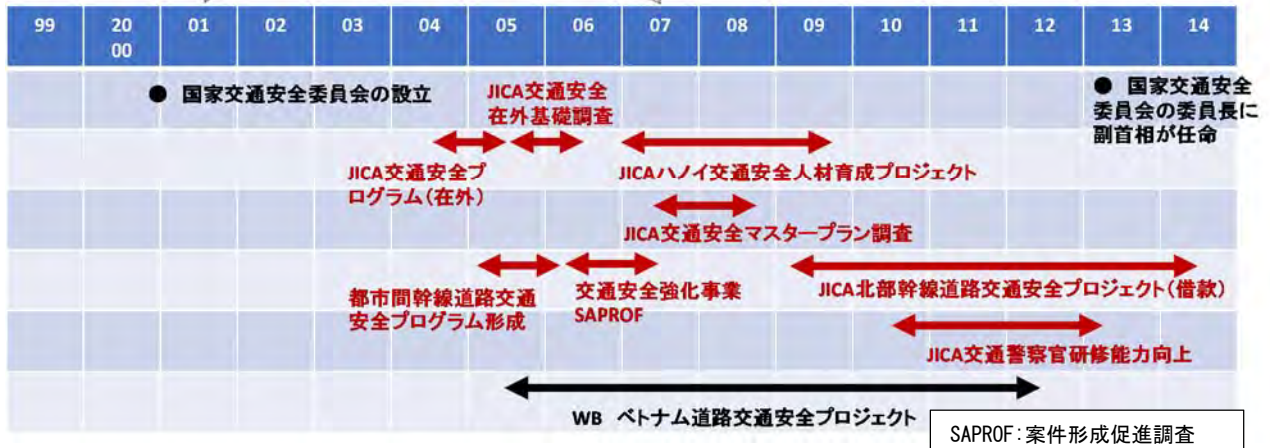 99 20 01 02 03 04 05 06 07 08 09 10 11 12 13 14
00
● 国家交通安全委員会の設立
JICA交通安全
在外基礎調査
● 国家交通安全
委員会の委員長に
副首相が任命
JICA交通安全プ
ログラム(在外)
JICAハノイ交通安全人材育成プロジェクト
JICA交通安全マスタープラン調査
都市間幹線道路交通
安全プログラム形成
交通安全強化事業
SAPROF
JICA北部幹線道路交通安全プロジェクト(借款)
JICA交通警察官研修能力向上
WB ベトナム道路交通安全プロジェクト
SAPROF:案件形成促進調査